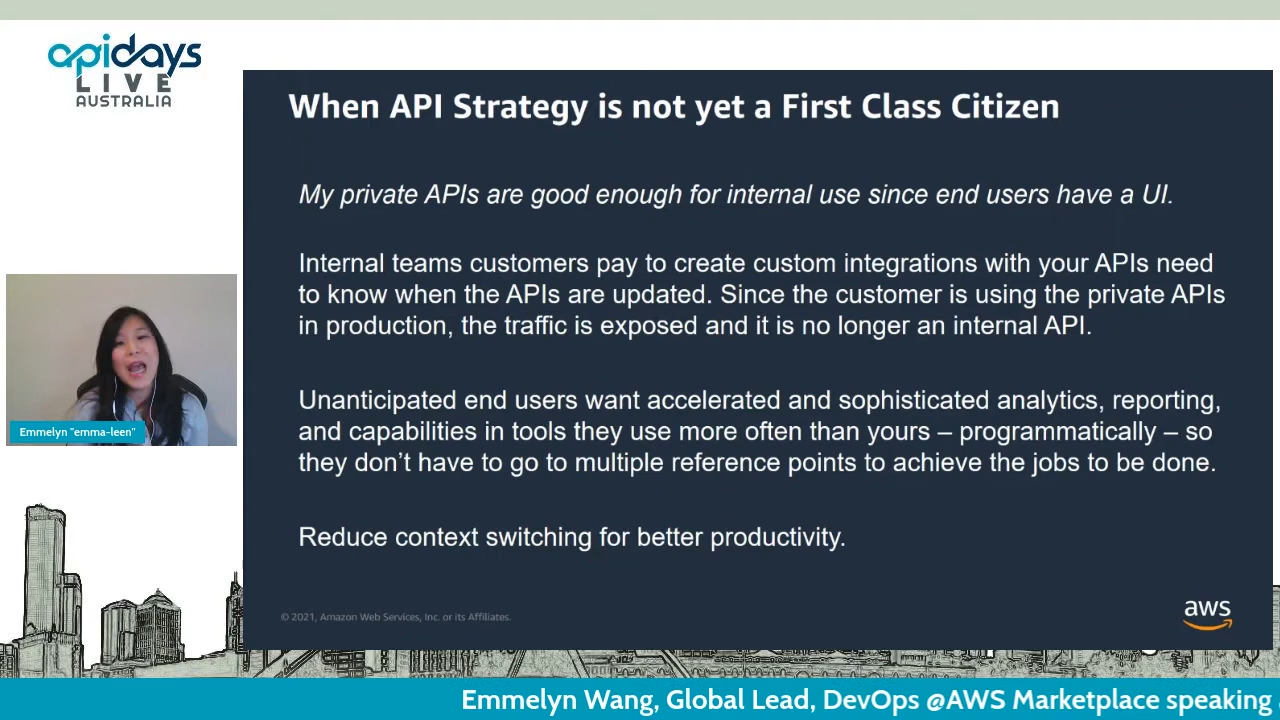 apidays
LIVE
AUSTRALIA
When API Strategy is not yet a First Class Citizen
My private APIs are good enough for internal use since end users have a UI.
Internal teams customers pay to create custom integrations with your APIs need
to know when the APIs are updated. Since the customer is using the private APIs
in production, the traffic is exposed and it is no longer an internal API.
Unanticipated end users want accelerated and sophisticated analytics, reporting,
and capabilities in tools they use more often than yours – programmatically – so
they don’t have to go to multiple reference points to achieve the jobs to be done.
Reduce context switching for better productivity.
© 2021, Amazon Web Services, Inc. or its Affiliates.
aws
Emmelyn "emma-leen"
Emmelyn Wang, Global Lead, DevOps @AWS Marketplace speaking